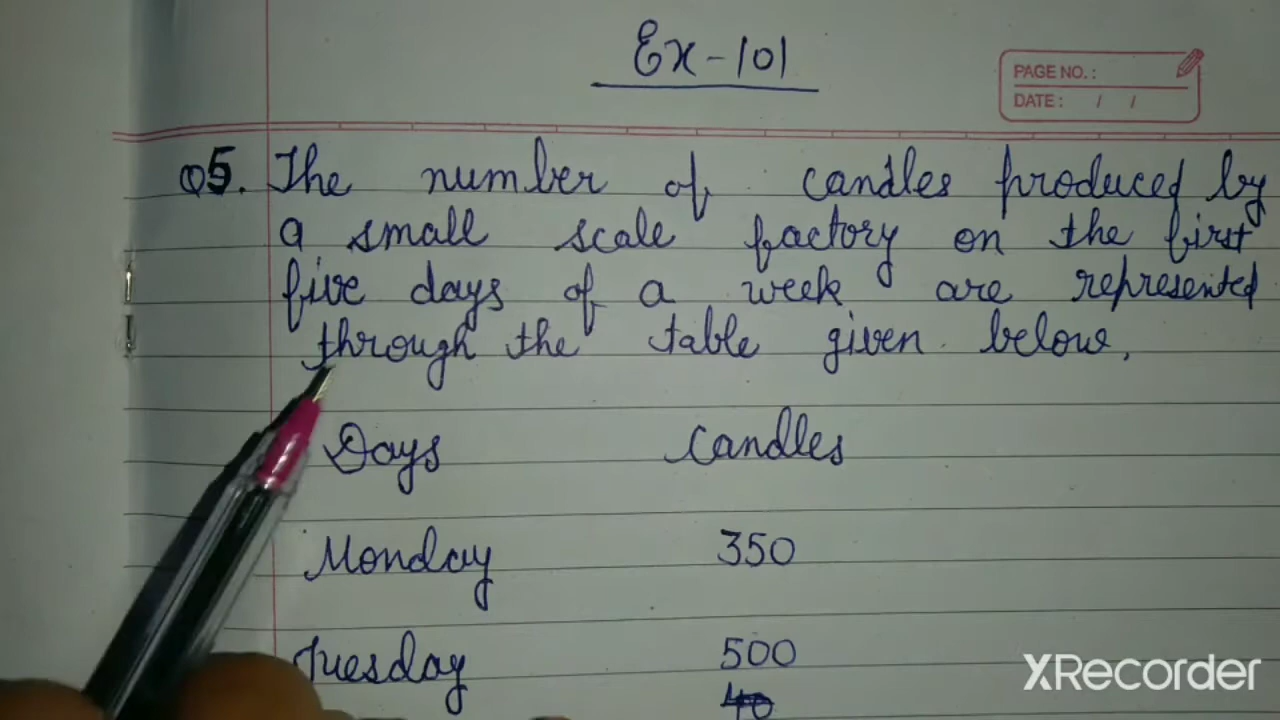 Ex-101
PAGE NO.:
DATE: / /
Q5. The number of candles produced by
a small scale factory on the first
five days of a week are represented
through the table given below.
Days Candles
Monday 350
Tuesday 500
XRecorder